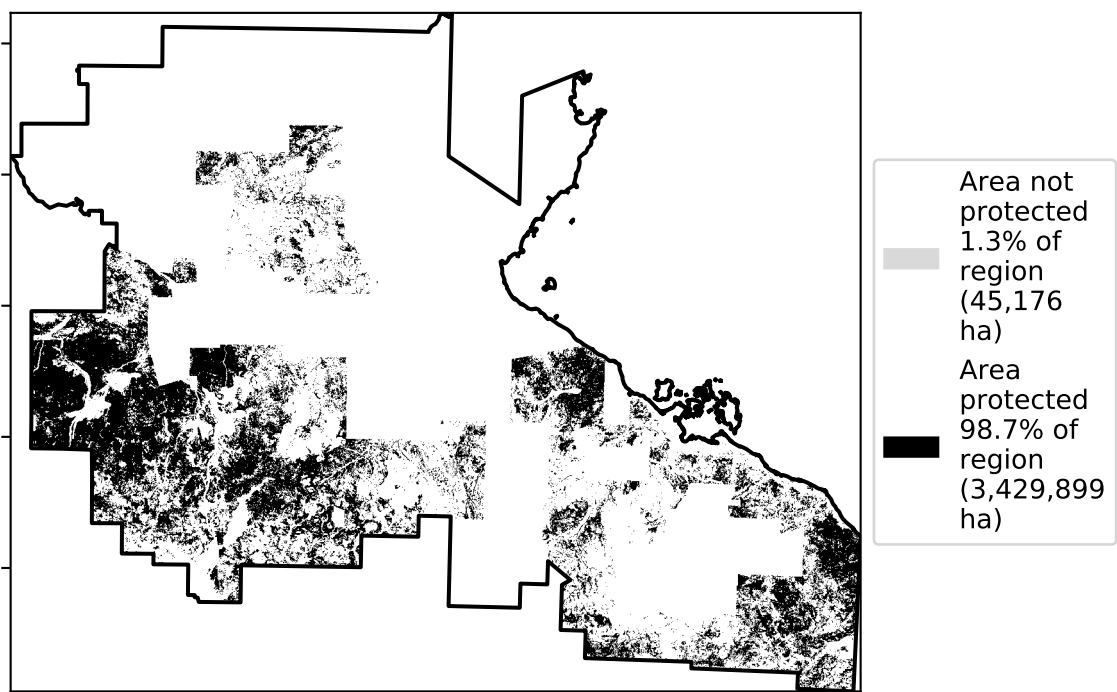 Area not
protected
1.3% of
region
(45,176
ha)
Area
protected
98.7% of
region
(3,429,899
ha)